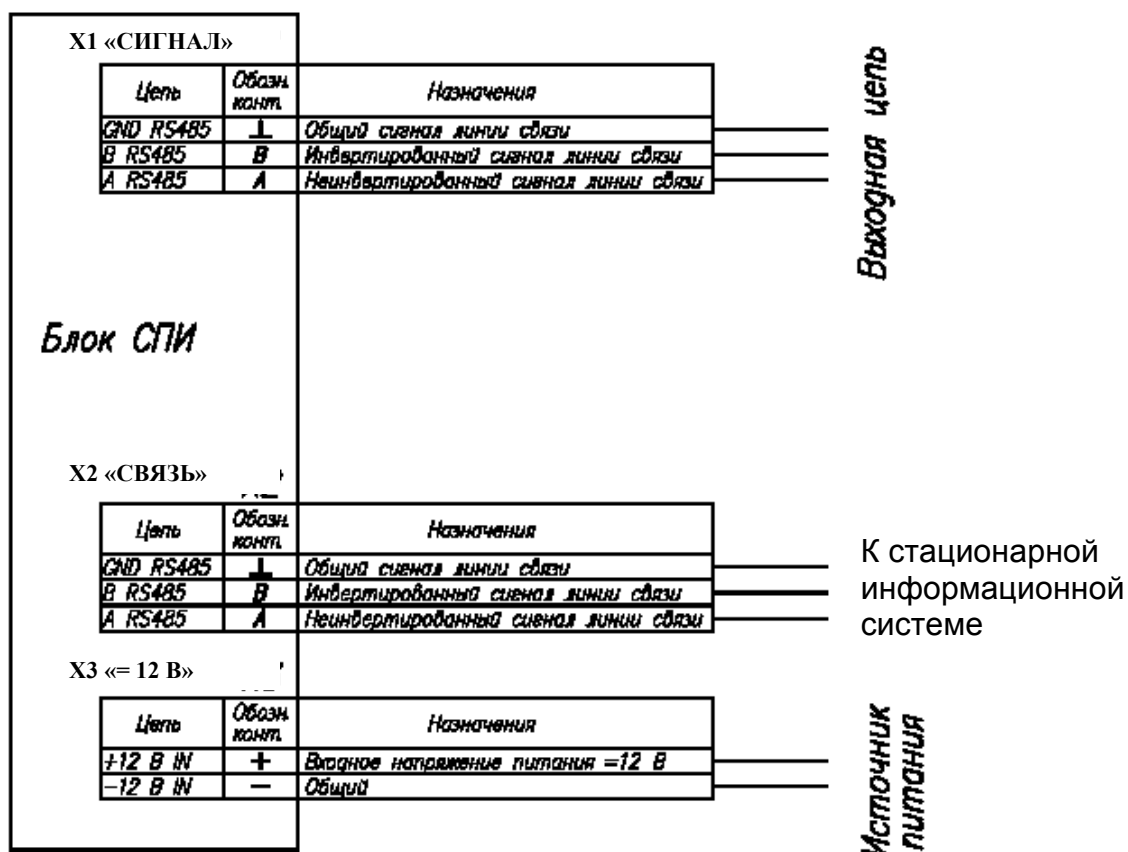 X1 «СИГНАЛ»
Цепь Обозн. конт. Назначения
GND RS485 ⊥ Общий сигнал линии связи
B RS485 B Инвертированный сигнал линии связи
A RS485 A Неинвертированный сигнал линии связи
Выходная цепь
Блок СПИ
X2 «СВЯЗЬ»
Цепь Обозн. конт. Назначения
GND RS485 ⊥ Общий сигнал линии связи
B RS485 B Инвертированный сигнал линии связи
A RS485 A Неинвертированный сигнал линии связи
К стационарной
информационной
системе
X3 «= 12 В»
Цепь Обозн. конт. Назначения
+12 В IN + Входное напряжение питания =12 В
-12 В IN — Общий
Источник
питания